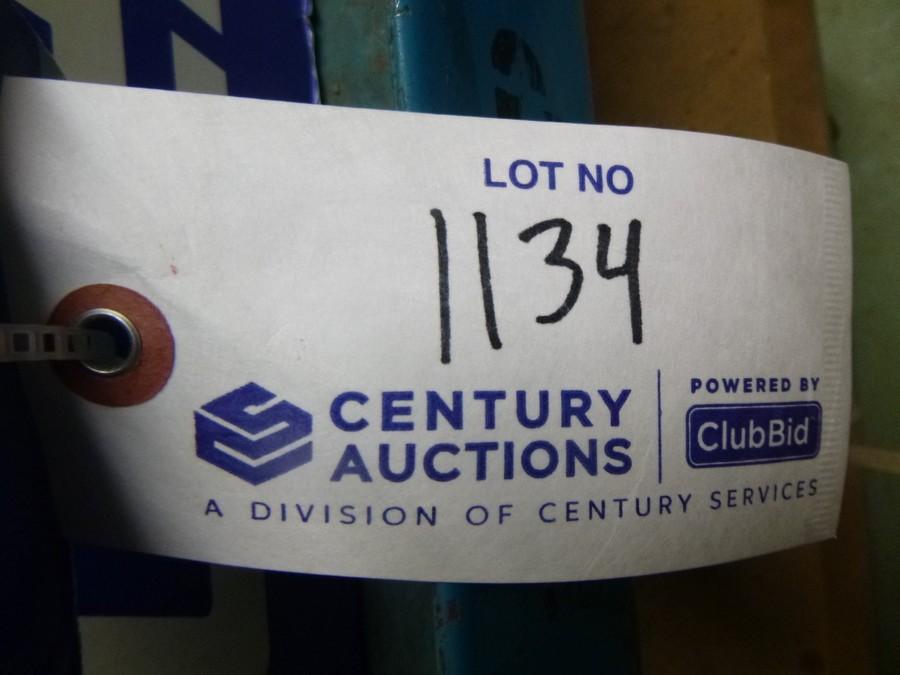 LOT NO
1134
CENTURY
AUCTIONS
POWERED BY
ClubBid
A DIVISION OF CENTURY SERVICES